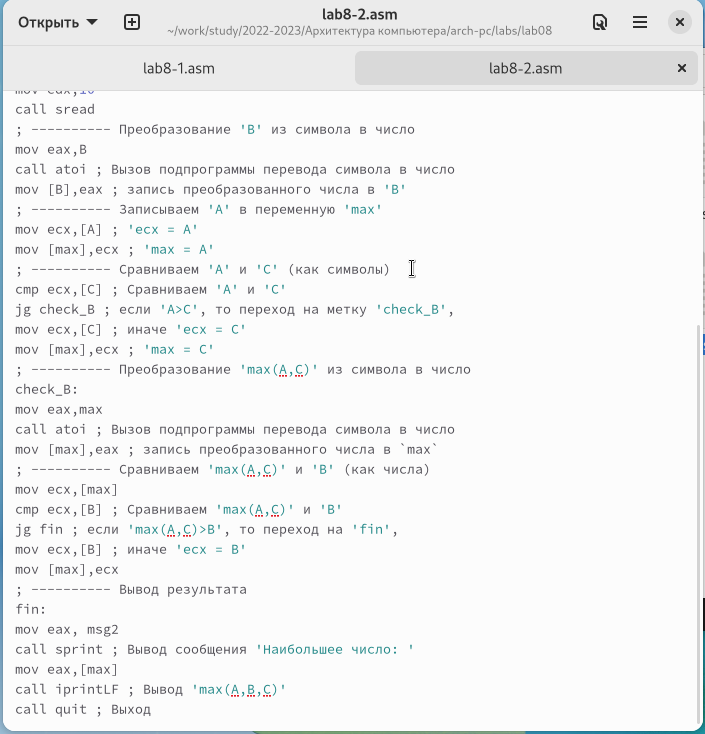 Открыть
lab8-2.asm
~/work/study/2022-2023/Архитектура компьютера/arch-pc/labs/lab08
lab8-1.asm
lab8-2.asm
call sread
; ---------- Преобразование 'B' из символа в число
mov eax,B
call atoi ; Вызов подпрограммы перевода символа в число
mov [B],eax ; запись преобразованного числа в 'B'
; ---------- Записываем 'A' в переменную 'max'
mov ecx,[A] ; 'ecx = A'
mov [max],ecx ; 'max = A'
; ---------- Сравниваем 'A' и 'C' (как символы)
cmp ecx,[C] ; Сравниваем 'A' и 'C'
jg check_B ; если 'A>C', то переход на метку 'check_B',
mov ecx,[C] ; иначе 'ecx = C'
mov [max],ecx ; 'max = C'
; ---------- Преобразование 'max(A,C)' из символа в число
check_B:
mov eax,max
call atoi ; Вызов подпрограммы перевода символа в число
mov [max],eax ; запись преобразованного числа в `max`
; ---------- Сравниваем 'max(A,C)' и 'B' (как числа)
mov ecx,[max]
cmp ecx,[B] ; Сравниваем 'max(A,C)' и 'B'
jg fin ; если 'max(A,C)>B', то переход на 'fin',
mov ecx,[B] ; иначе 'ecx = B'
mov [max],ecx
; ---------- Вывод результата
fin:
mov eax, msg2
call sprint ; Вывод сообщения 'Наибольшее число: '
mov eax,[max]
call iprintLF ; Вывод 'max(A,B,C)'
call quit ; Выход